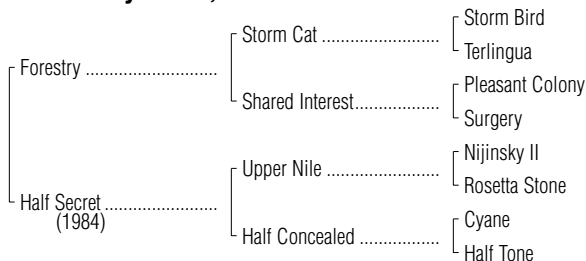 Storm Bird
Storm Cat ..............................
Terlingua
Forestry .................................
Pleasant Colony
Shared Interest.....................
Surgery
Nijinsky II
Upper Nile ............................
Rosetta Stone
Half Secret ............................
(1984)
Cyane
Half Concealed ....................
Half Tone